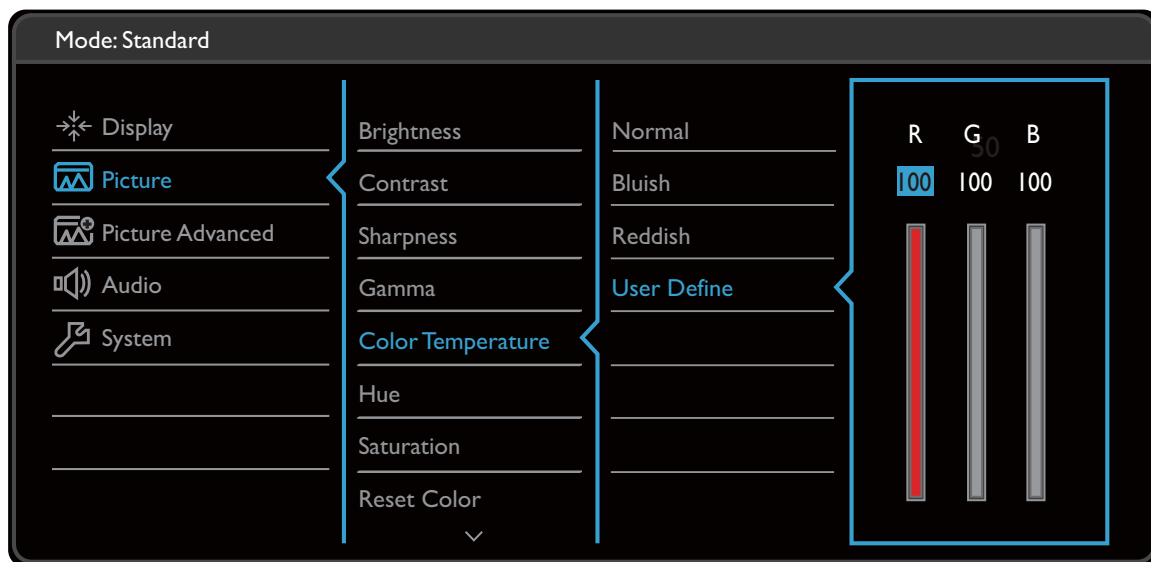 Mode: Standard
Display
Picture
Picture Advanced
Audio
System
Brightness
Contrast
Sharpness
Gamma
Color Temperature
Hue
Saturation
Reset Color
Normal
Bluish
Reddish
User Define
R G B
50
100 100 100